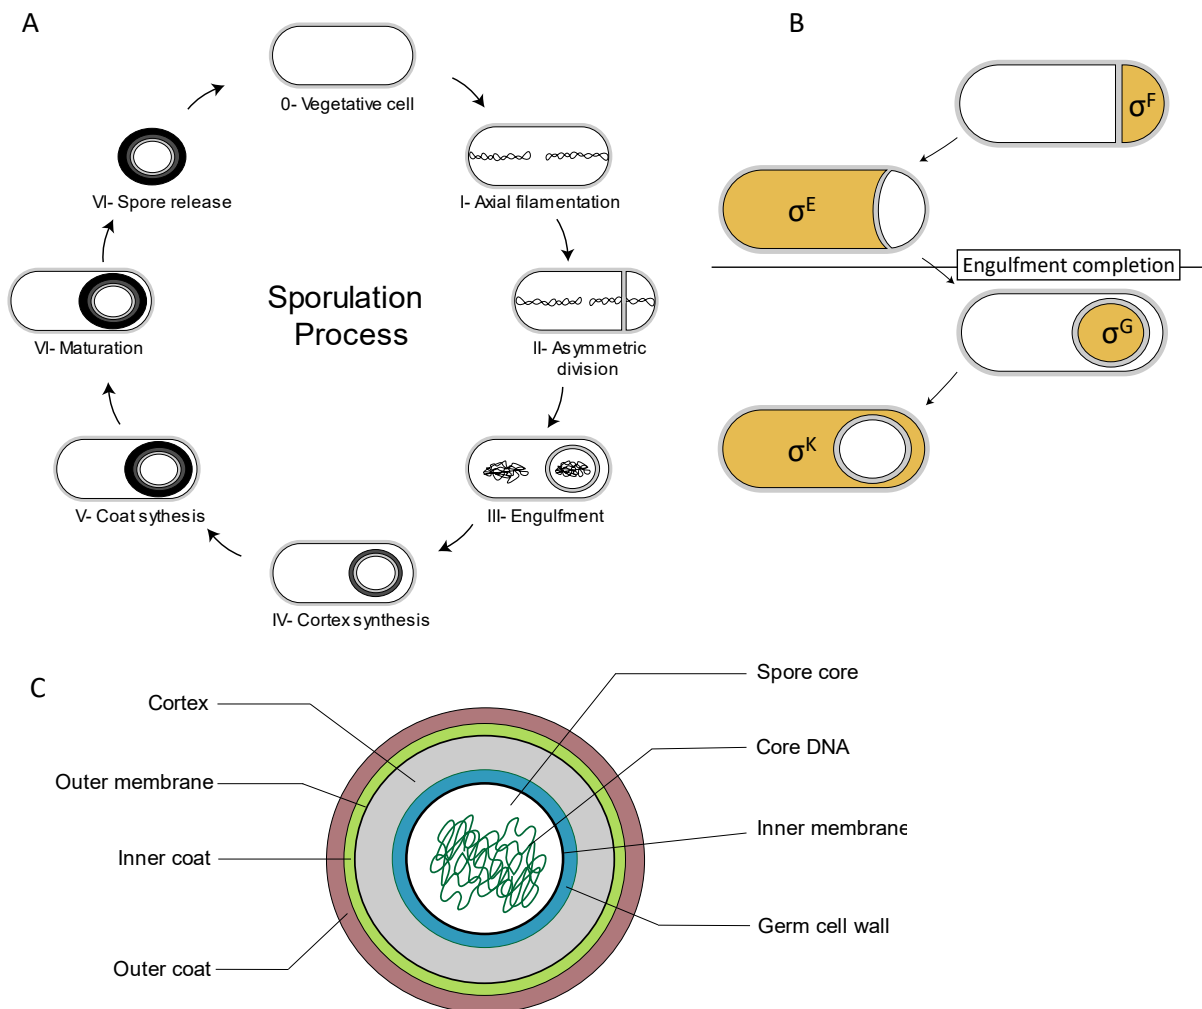 A
0- Vegetative cell
I- Axial filamentation
II- Asymmetric
division
III- Engulfment
IV- Cortex synthesis
V- Coat sythesis
VI- Maturation
VI- Spore release
Sporulation
Process
B
σF
σE
Engulfment completion
σG
σK
C
Cortex
Outer membrane
Inner coat
Outer coat
Spore core
Core DNA
Inner membrane
Germ cell wall